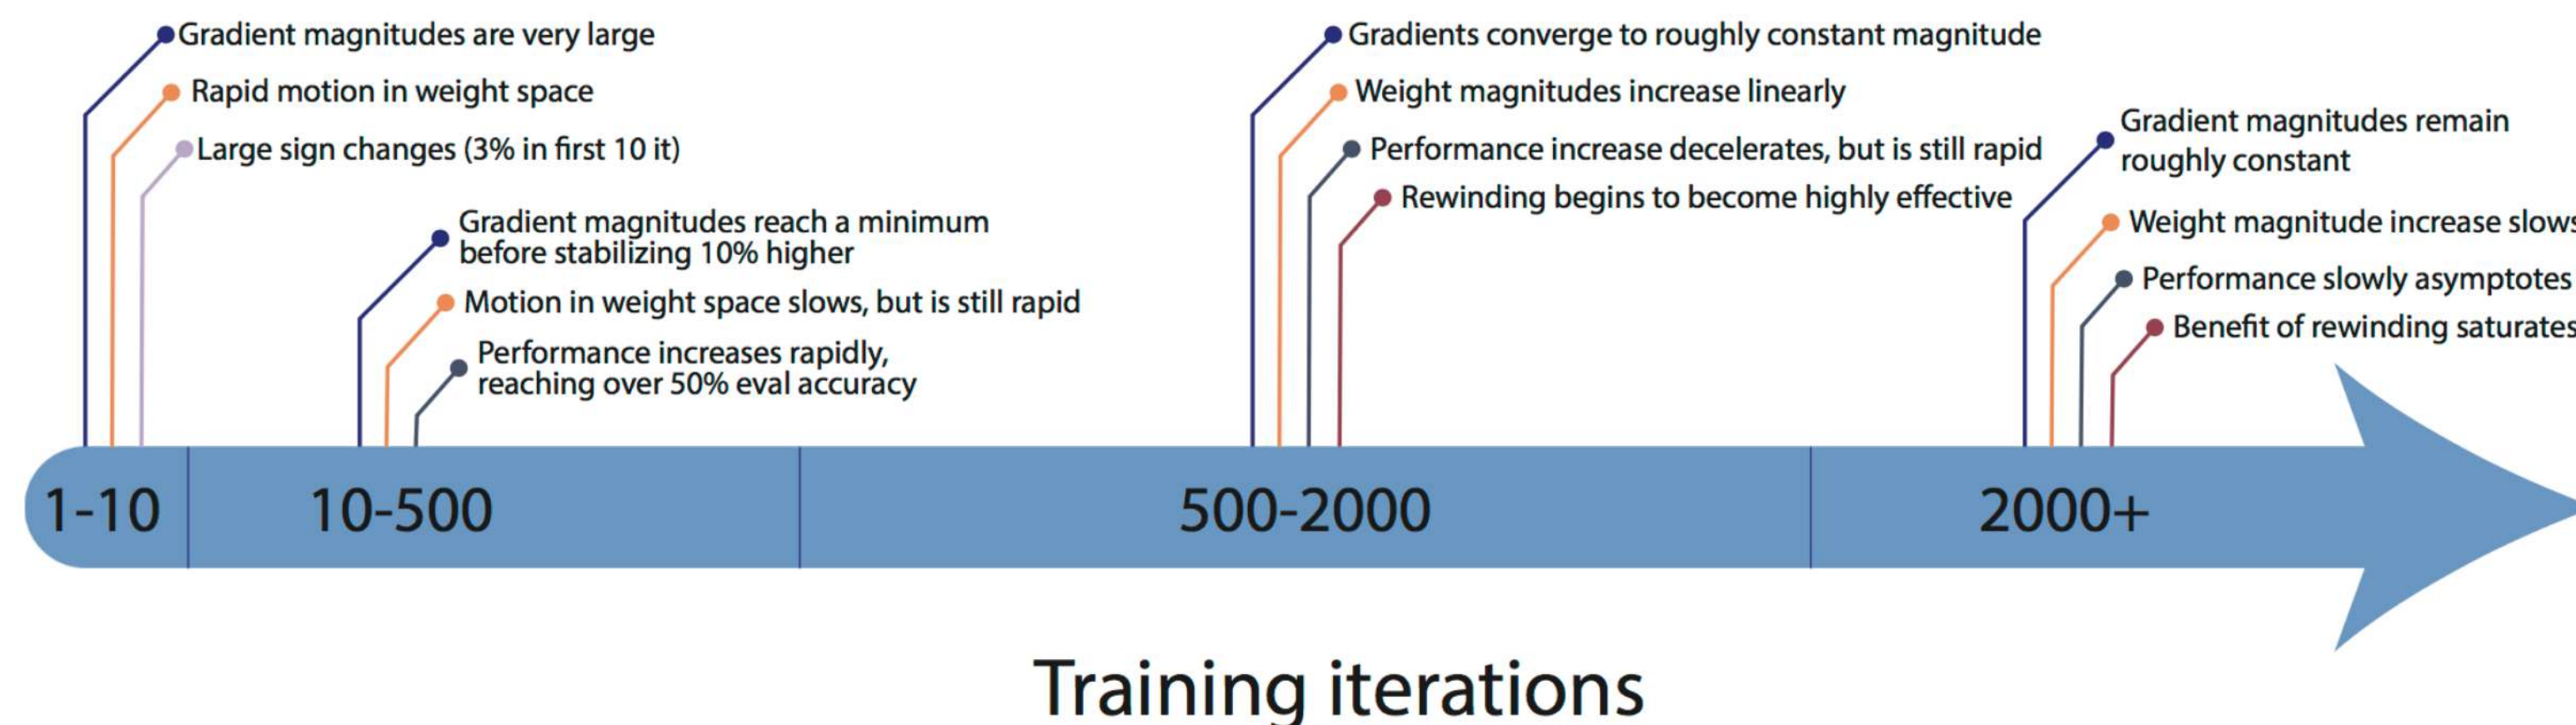 Gradient magnitudes are very large
Rapid motion in weight space
Large sign changes (3% in first 10 it)
Gradient magnitudes reach a minimum
before stabilizing 10% higher
Motion in weight space slows, but is still rapid
Performance increases rapidly,
reaching over 50% eval accuracy
Gradients converge to roughly constant magnitude
Weight magnitudes increase linearly
Performance increase decelerates, but is still rapid
Rewinding begins to become highly effective
Gradient magnitudes remain
roughly constant
Weight magnitude increase slows
Performance slowly asymptotes
Benefit of rewinding saturates
1-10
10-500
500-2000
2000+
Training iterations